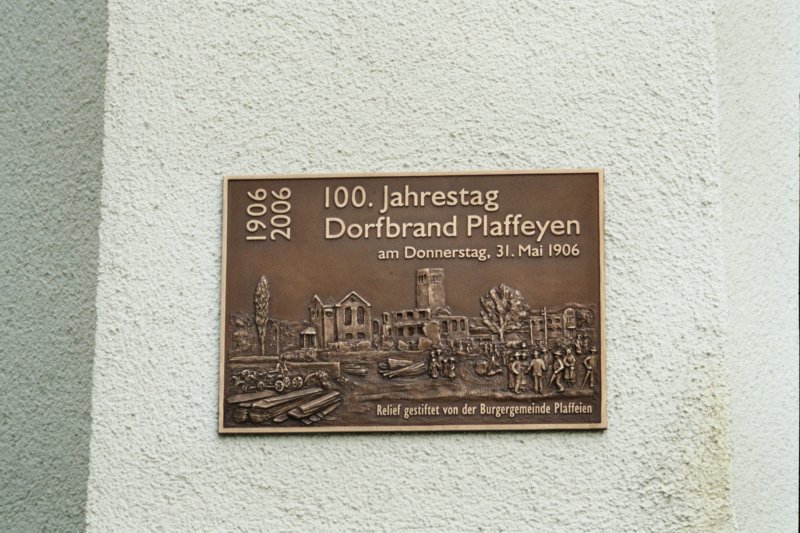 1906
2006
100. Jahrestag
Dorfbrand Plaffeyen
am Donnerstag, 31. Mai 1906
Relief gestiftet von der Burgergemeinde Plaffeien